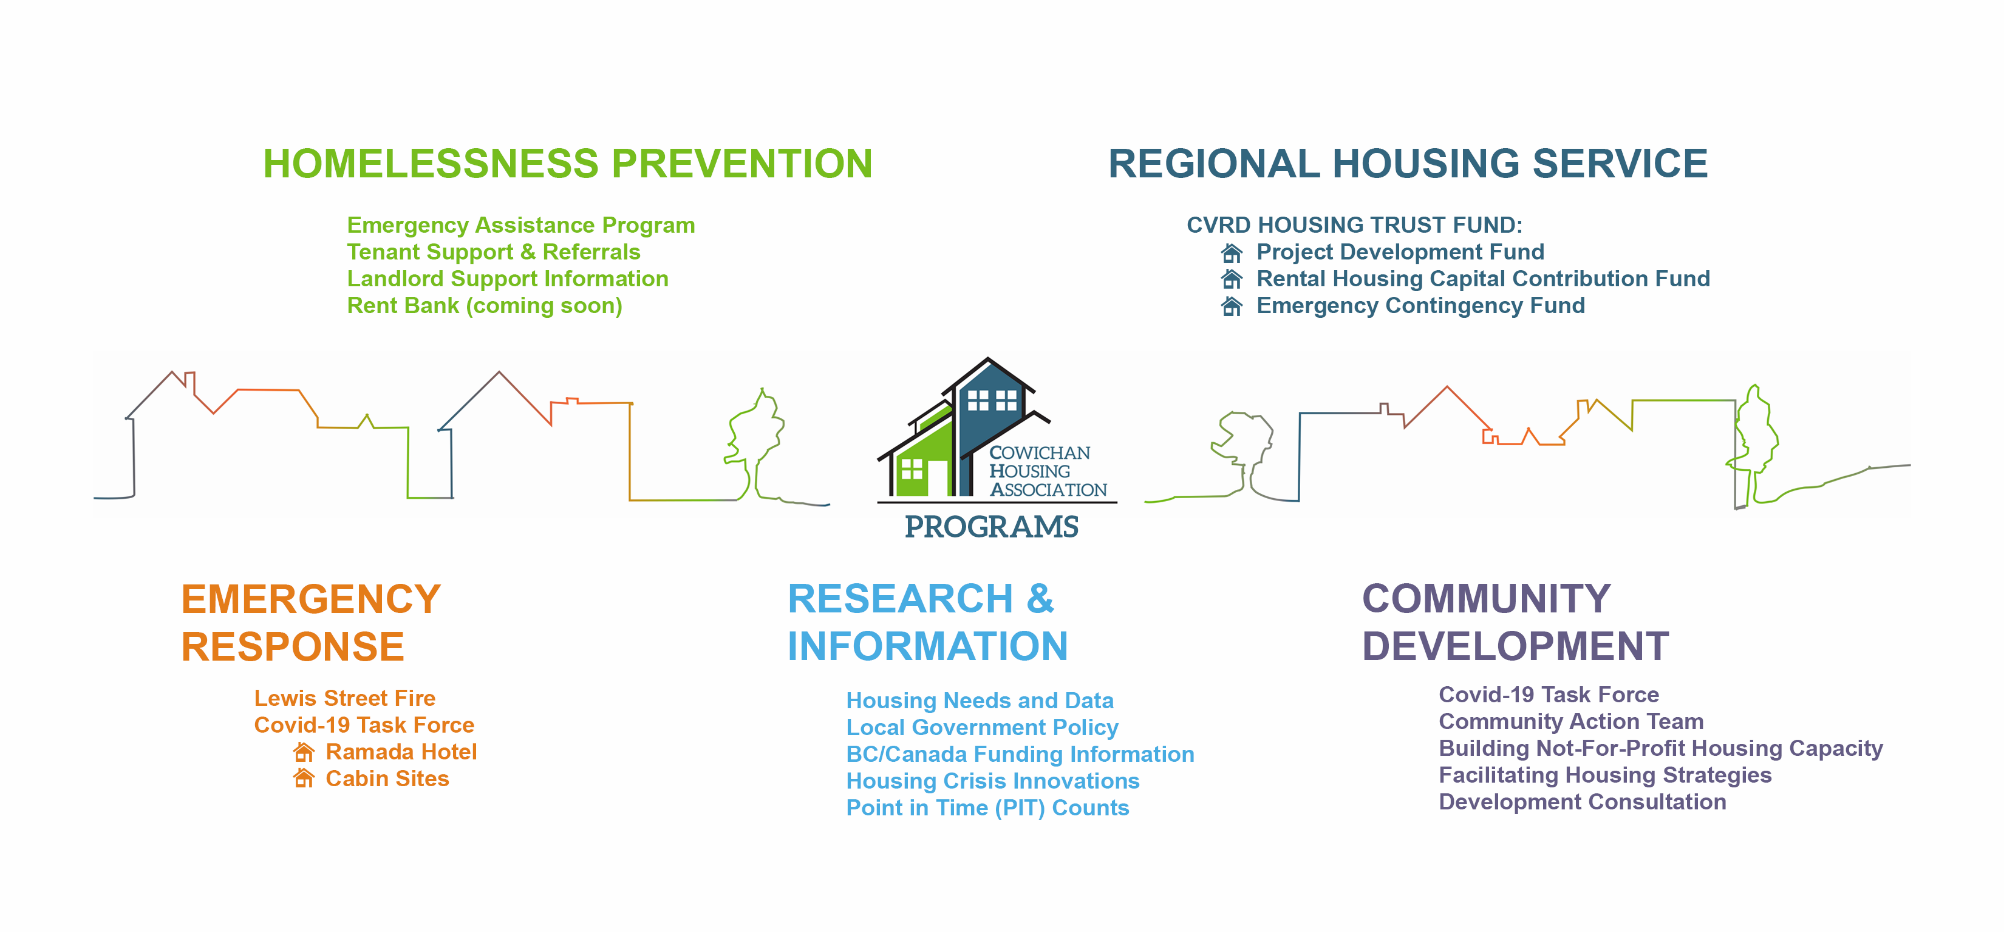 HOMELESSNESS PREVENTION
Emergency Assistance Program
Tenant Support & Referrals
Landlord Support Information
Rent Bank (coming soon)
REGIONAL HOUSING SERVICE
CVRD HOUSING TRUST FUND:
Project Development Fund
Rental Housing Capital Contribution Fund
Emergency Contingency Fund
COWICHAN
HOUSING
ASSOCIATION
PROGRAMS
EMERGENCY
RESPONSE
Lewis Street Fire
Covid-19 Task Force
Ramada Hotel
Cabin Sites
RESEARCH &
INFORMATION
Housing Needs and Data
Local Government Policy
BC/Canada Funding Information
Housing Crisis Innovations
Point in Time (PIT) Counts
COMMUNITY
DEVELOPMENT
Covid-19 Task Force
Community Action Team
Building Not-For-Profit Housing Capacity
Facilitating Housing Strategies
Development Consultation